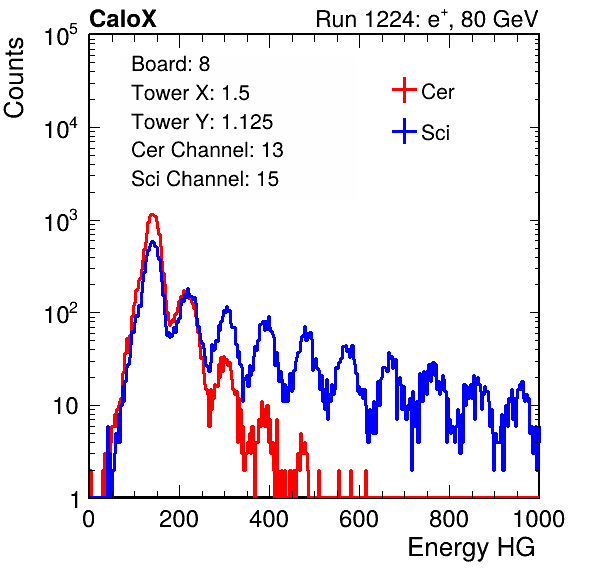 CaloX Run 1224: e⁺, 80 GeV
Board: 8
Tower X: 1.5
Tower Y: 1.125
Cer Channel: 13
Sci Channel: 15
Cer
Sci
Counts
10⁵
10⁴
10³
10²
10
1
0 200 400 600 800 1000
Energy HG